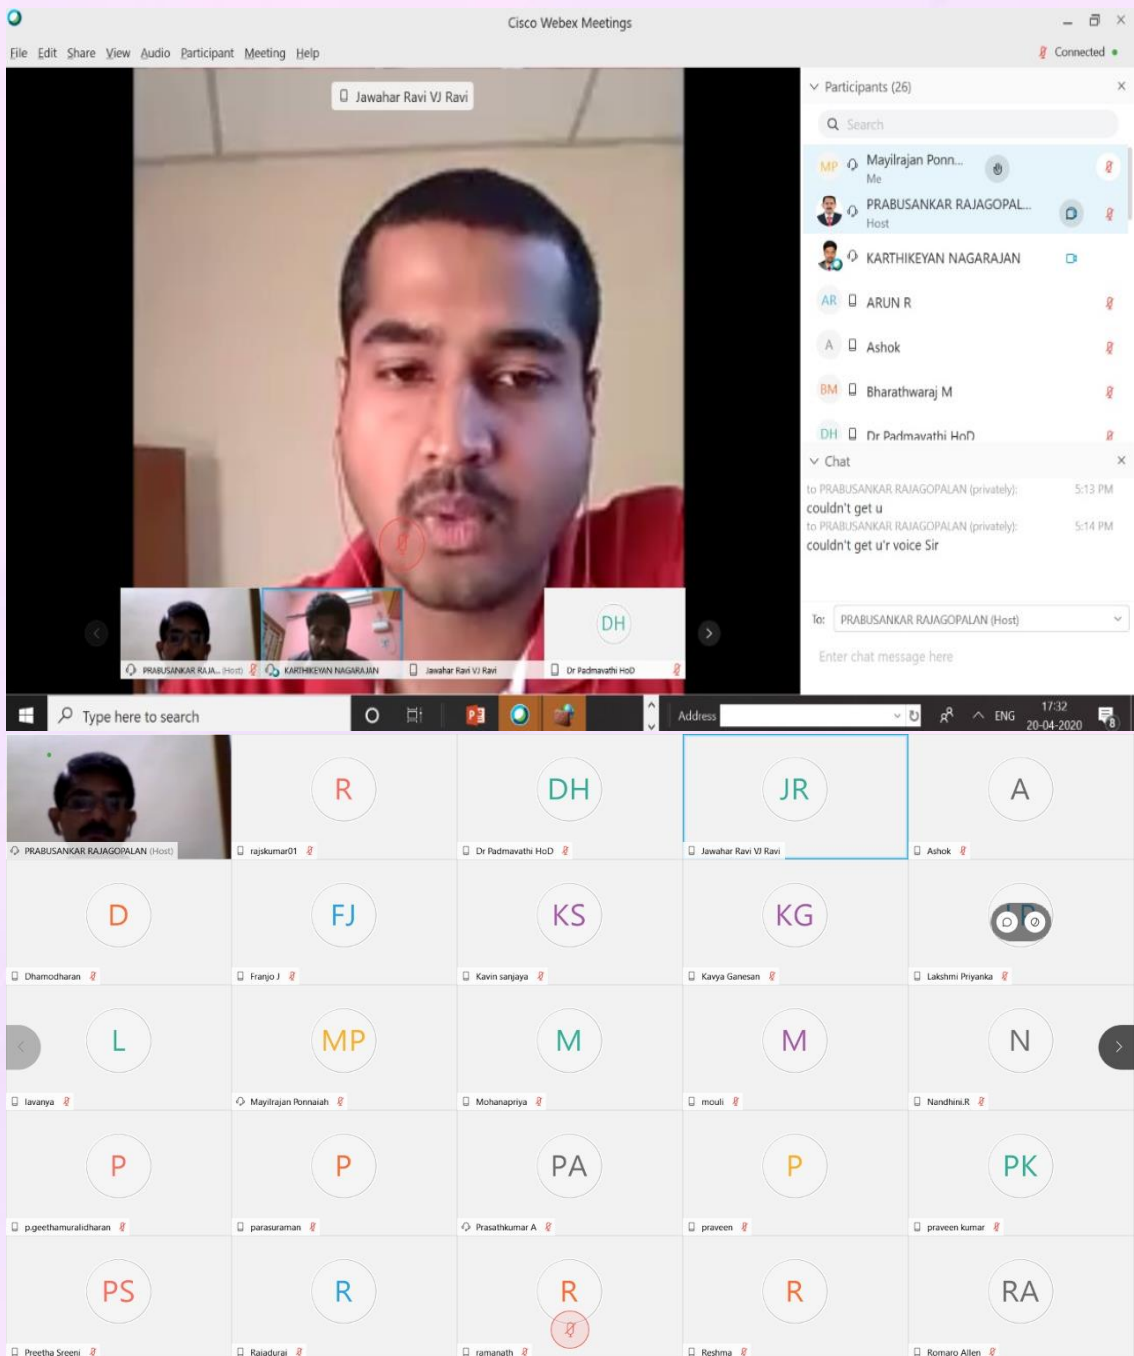 Cisco Webex Meetings
File Edit Share View Audio Participant Meeting Help
Connected
Jawahar Ravi VJ Ravi
Participants (26)
Search
MP Mayilrajan Ponn...
Me
PRABUSANKAR RAJAGOPAL...
Host
KARTHIKEYAN NAGARAJAN
AR ARUN R
A Ashok
BM Bharathwaraj M
DH Dr Padmavathi HoD
Chat
to PRABUSANKAR RAJAGOPALAN (privately): 5:13 PM
couldn't get u
to PRABUSANKAR RAJAGOPALAN (privately): 5:14 PM
couldn't get u'r voice Sir
To: PRABUSANKAR RAJAGOPALAN (Host)
Enter chat message here
DH
PRABUSANKAR RAJA... (Host) KARTHIKEYAN NAGARAJAN Jawahar Ravi VJ Ravi Dr Padmavathi HoD
Type here to search
Address
ENG
17:32
20-04-2020
8
R DH JR A
PRABUSANKAR RAJAGOPALAN (Host) rajskumar01 Dr Padmavathi HoD Jawahar Ravi VJ Ravi Ashok
D FJ KS KG
Dhamodharan Franjo J Kavin sanjaya Kavya Ganesan Lakshmi Priyanka
L MP M M N
lavanya Mayilrajan Ponnaiah Mohanapriya mouli Nandhini.R
P P PA P PK
p.geethamuralidharan parasuraman Prasathkumar A praveen praveen kumar
PS R R R RA
Preetha Sreeni Rajadurai ramanath Reshma Romaro Allen